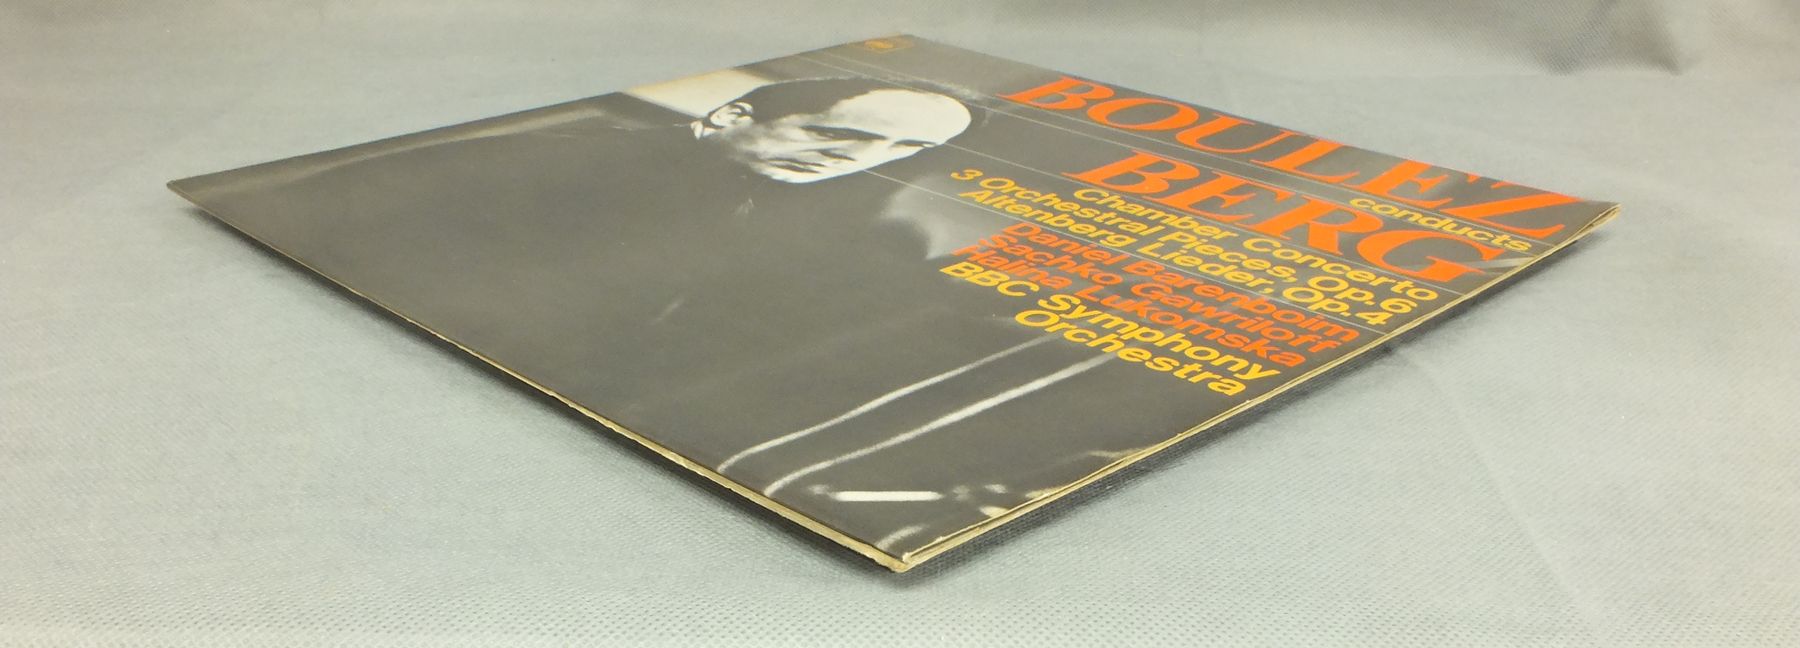 BOULEZ
conducts
BERG
Chamber Concerto
3 Orchestral Pieces, Op.6
Altenberg Lieder, Op.4
Daniel Barenboim
Sachko Gawriloff
Halina Lukomska
BBC Symphony
Orchestra